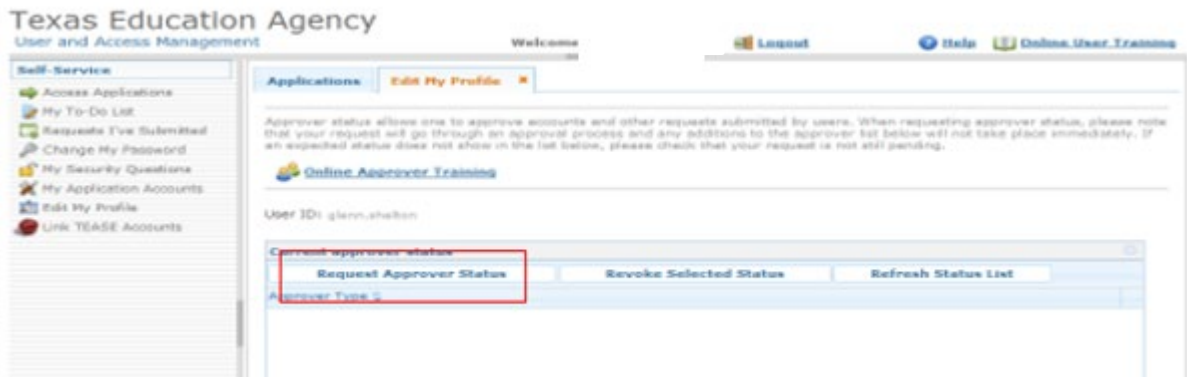 Texas Education Agency
User and Access Management
Welcome
Logout
Help
Online User Training
Self-Service
Access Applications
My To-Do List
Requests I've Submitted
Change My Password
My Security Questions
My Application Accounts
Edit My Profile
Link TEASE Accounts
Applications
Edit My Profile
Approver status allows one to approve accounts and other requests submitted by users. When requesting approver status, please note
that your request will go through an approval process and any additions to the approver list below will not take place immediately. If
an expected status does not show in the list below, please check that your request is not still pending.
Online Approver Training
User ID: glenn.shelton
Current approver status
Request Approver Status
Revoke Selected Status
Refresh Status List
Approver Type